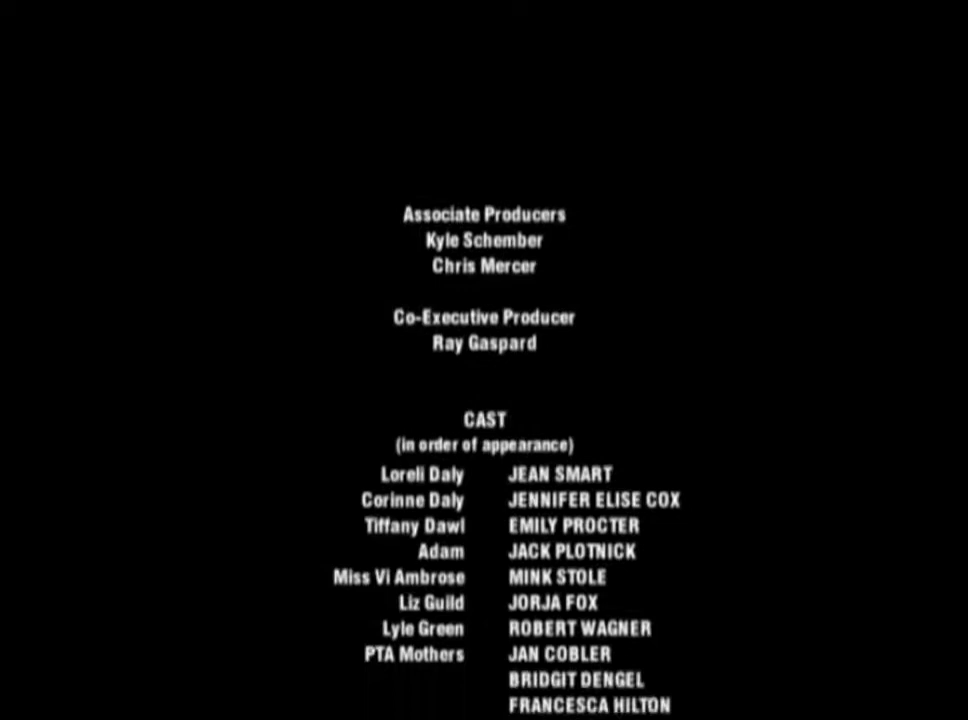 Associate Producers
Kyle Schember
Chris Mercer
Co-Executive Producer
Ray Gaspard
CAST
(in order of appearance)
Loreli Daly JEAN SMART
Corinne Daly JENNIFER ELISE COX
Tiffany Dawl EMILY PROCTER
Adam JACK PLOTNICK
Miss Vi Ambrose MINK STOLE
Liz Guild JORJA FOX
Lyle Green ROBERT WAGNER
PTA Mothers JAN COBLER
BRIDGIT DENGEL
FRANCESCA HILTON